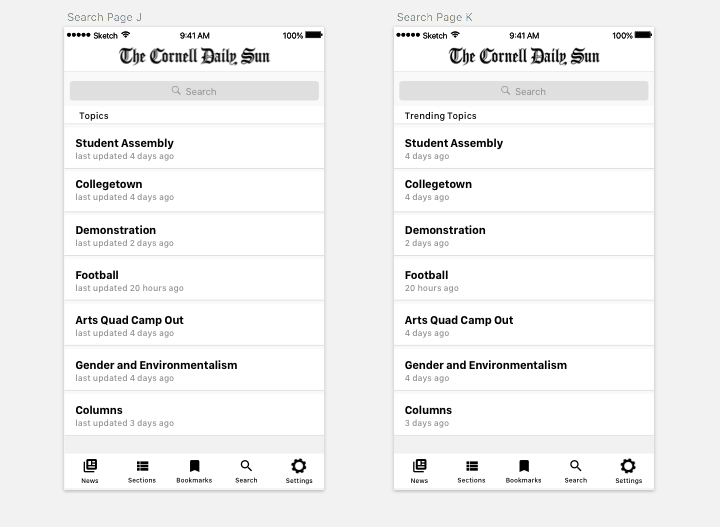 Search Page J
Sketch 9:41 AM 100%
The Cornell Daily Sun
Search
Topics
Student Assembly
last updated 4 days ago
Collegetown
last updated 4 days ago
Demonstration
last updated 2 days ago
Football
last updated 20 hours ago
Arts Quad Camp Out
last updated 4 days ago
Gender and Environmentalism
last updated 4 days ago
Columns
last updated 3 days ago
News Sections Bookmarks Search Settings
Search Page K
Sketch 9:41 AM 100%
The Cornell Daily Sun
Search
Trending Topics
Student Assembly
4 days ago
Collegetown
4 days ago
Demonstration
2 days ago
Football
20 hours ago
Arts Quad Camp Out
4 days ago
Gender and Environmentalism
4 days ago
Columns
3 days ago
News Sections Bookmarks Search Settings